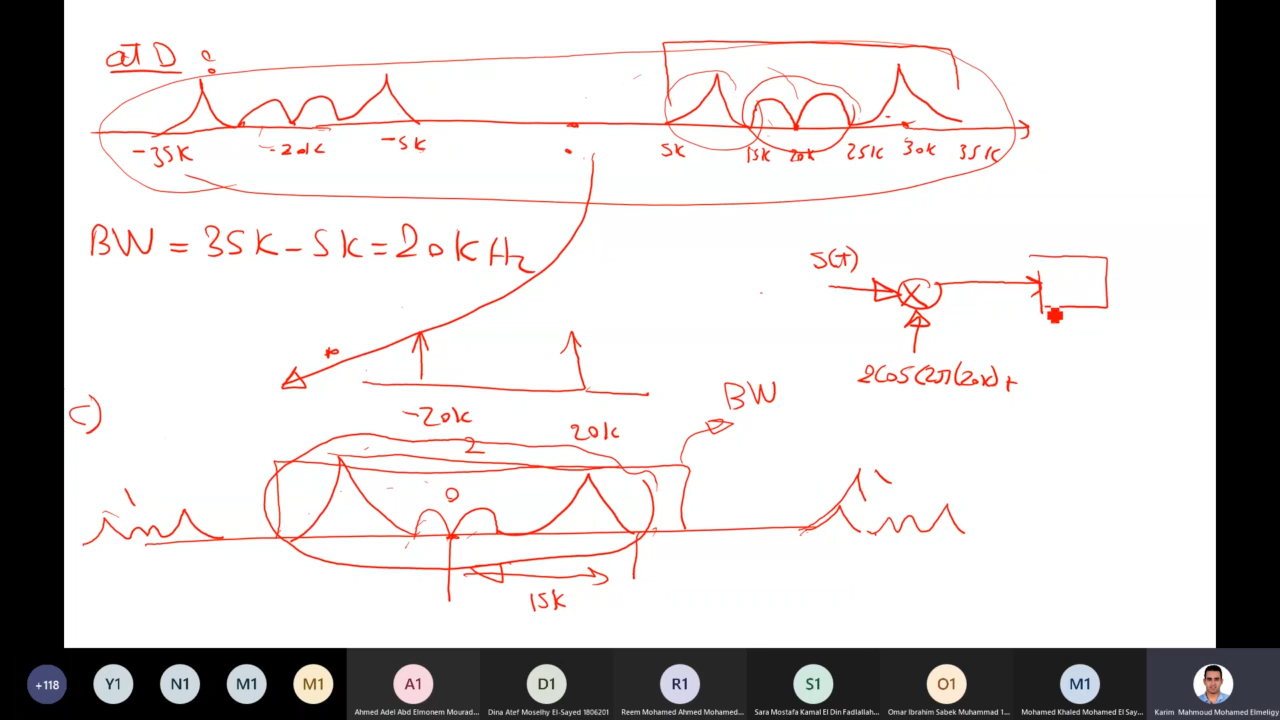 at D :
-35K -20K -5K 5K 15K 20K 25K 30K 35K
BW = 35K - 5K = 20K Hz
S(t)
X
2cos(2π(20k)t
C)
-20K 20K
BW
2
0
15K
+118 Y1 N1 M1 M1 A1 D1 R1 S1 O1 M1
Ahmed Adel Abd Elmonem Mourad... Dina Atef Moselhy El-Sayed 1806201 Reem Mohamed Ahmed Mohamed... Sara Mostafa Kamal El Din Fadlallah... Omar Ibrahim Sabek Muhammad 1... Mohamed Khaled Mohamed El Say... Karim Mahmoud Mohamed Elmeligy